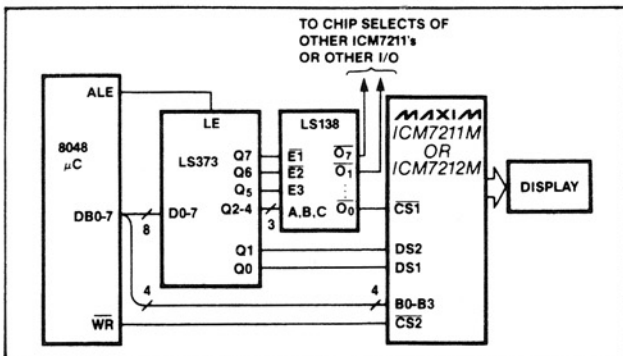 TO CHIP SELECTS OF
OTHER ICM7211's
OR OTHER I/O
ALE
8048
μC
DB0-7
WR
LE
LS373
D0-7
Q7
Q6
Q5
Q2-4
Q1
Q0
8
4
3
LS138
E1
E2
E3
A,B,C
O7
O1
⋮
O0
MAXIM
ICM7211M
OR
ICM7212M
CS1
DS2
DS1
4
B0-B3
CS2
DISPLAY